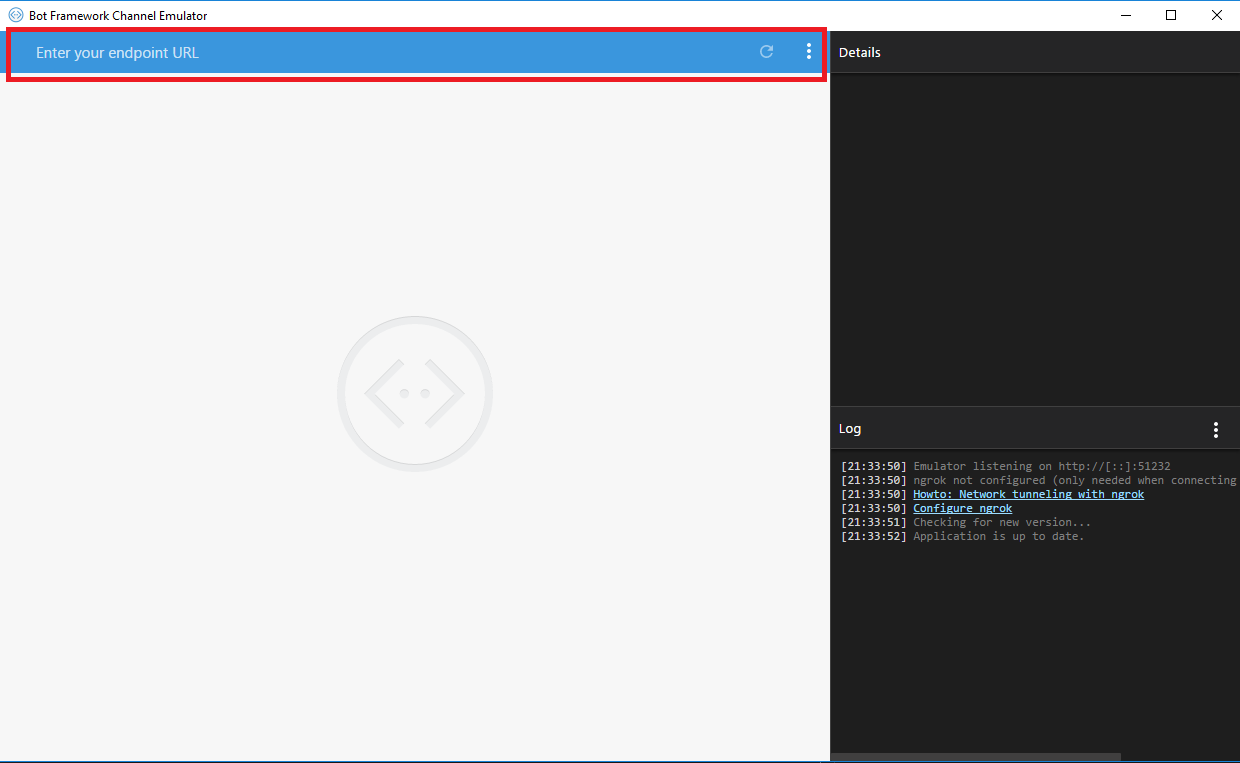 Bot Framework Channel Emulator
Enter your endpoint URL
Details
Log
[21:33:50] Emulator listening on http://[::]:51232
[21:33:50] ngrok not configured (only needed when connecting
[21:33:50] Howto: Network tunneling with ngrok
[21:33:50] Configure ngrok
[21:33:51] Checking for new version...
[21:33:52] Application is up to date.